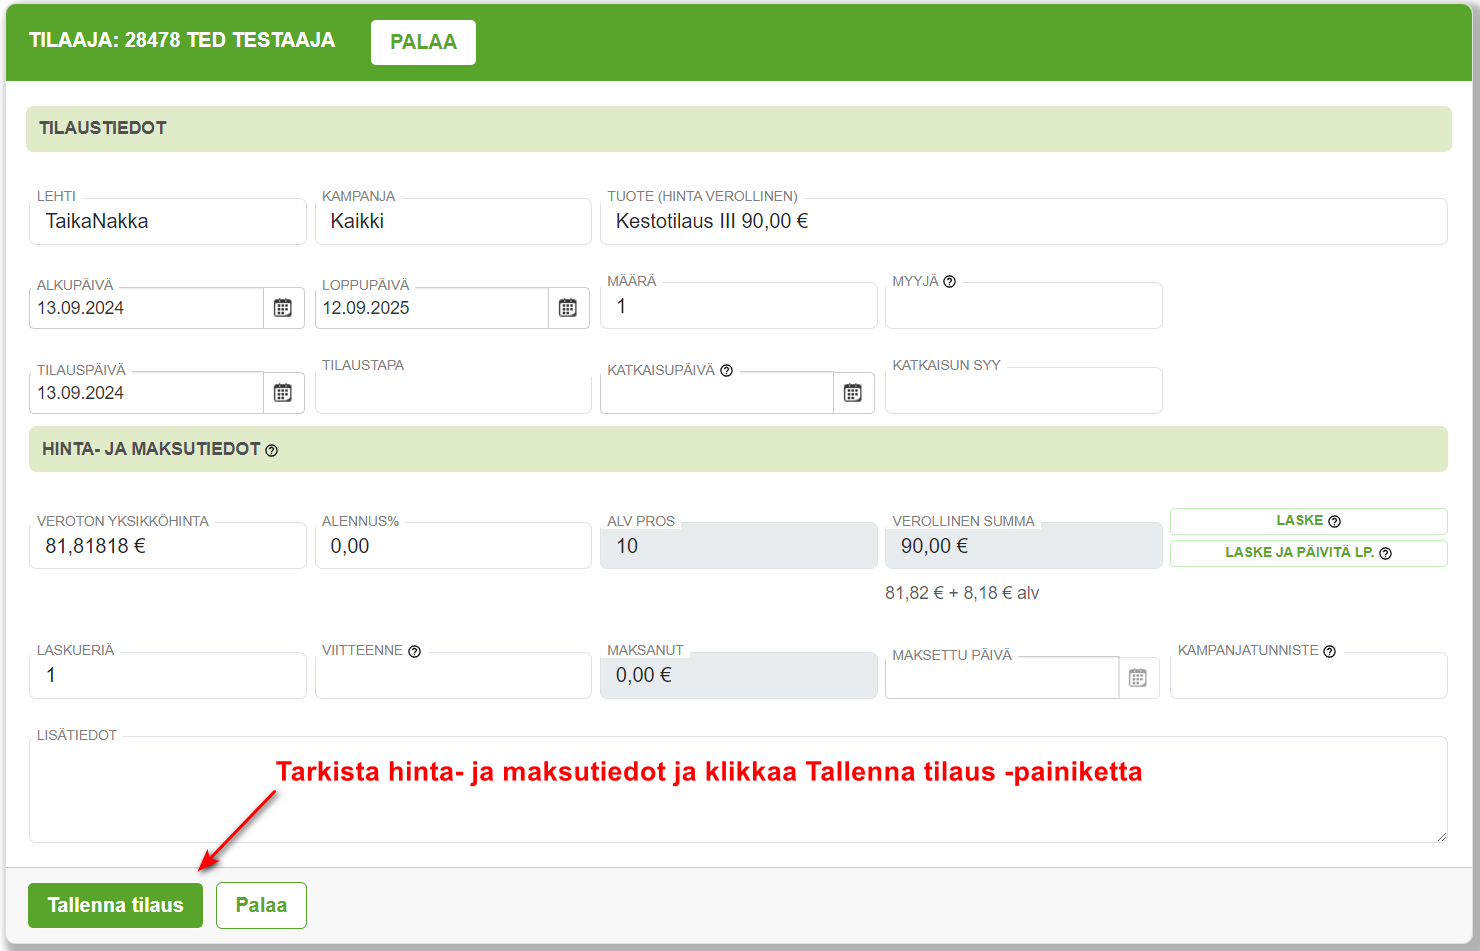 TILAAJA: 28478 TED TESTAAJA PALAA
TILAUSTIEDOT
LEHTI KAMPANJA TUOTE (HINTA VEROLLINEN)
TaikaNakka Kaikki Kestotilaus III 90,00 €
ALKUPÄIVÄ LOPPUPÄIVÄ MÄÄRÄ MYYJÄ
13.09.2024 12.09.2025 1
TILAUSPÄIVÄ TILAUSTAPA KATKAISUPÄIVÄ KATKAISUN SYY
13.09.2024
HINTA- JA MAKSUTIEDOT
VEROTON YKSIKKÖHINTA ALENNUS% ALV PROS VEROLLINEN SUMMA LASKE
81,81818 € 0,00 10 90,00 € LASKE JA PÄIVITÄ LP.
81,82 € + 8,18 € alv
LASKUERIÄ VIITTEENNE MAKSANUT MAKSETTU PÄIVÄ KAMPANJATUNNISTE
1 0,00 €
LISÄTIEDOT
Tarkista hinta- ja maksutiedot ja klikkaa Tallenna tilaus -painiketta
Tallenna tilaus Palaa